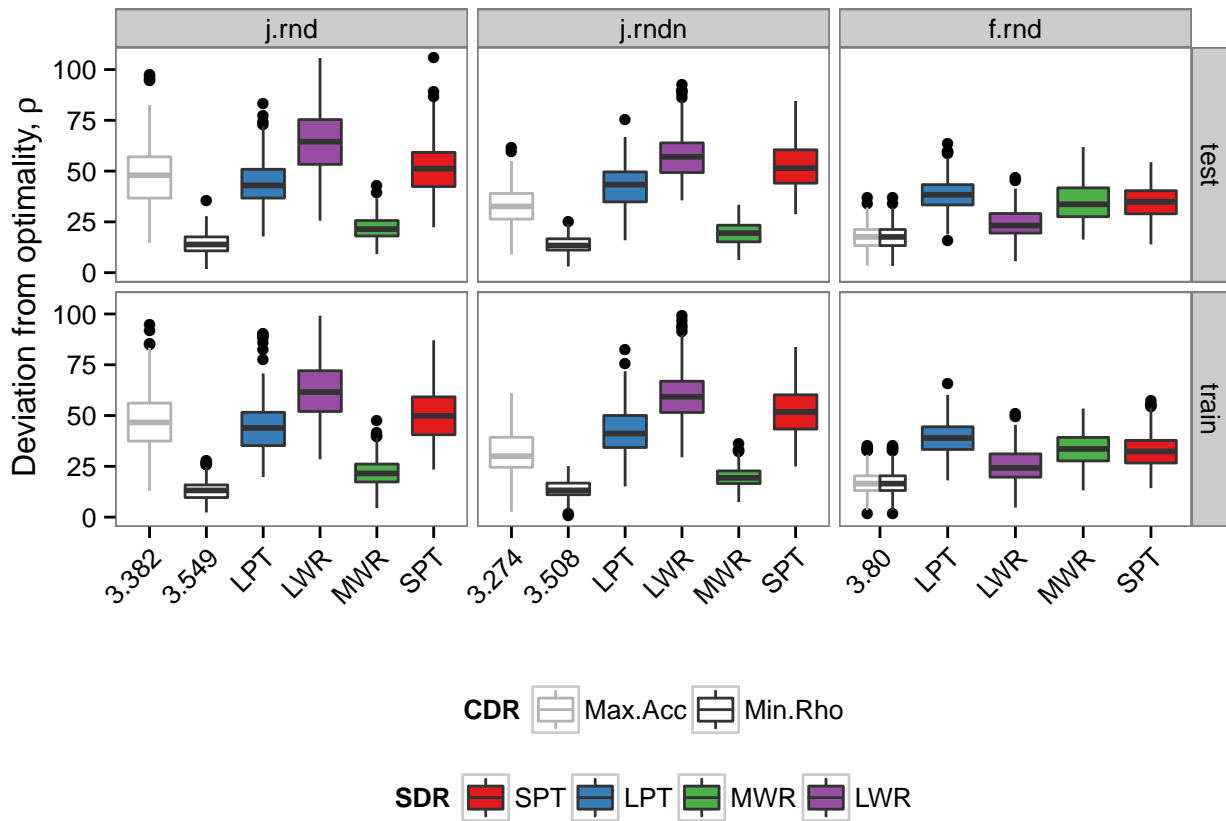 j.rnd j.rndn f.rnd
Deviation from optimality, ρ
100
75
50
25
0
test
100
75
50
25
0
train
3.382 3.549 LPT LWR MWR SPT 3.274 3.508 LPT LWR MWR SPT 3.80 LPT LWR MWR SPT
CDR Max.Acc Min.Rho
SDR SPT LPT MWR LWR